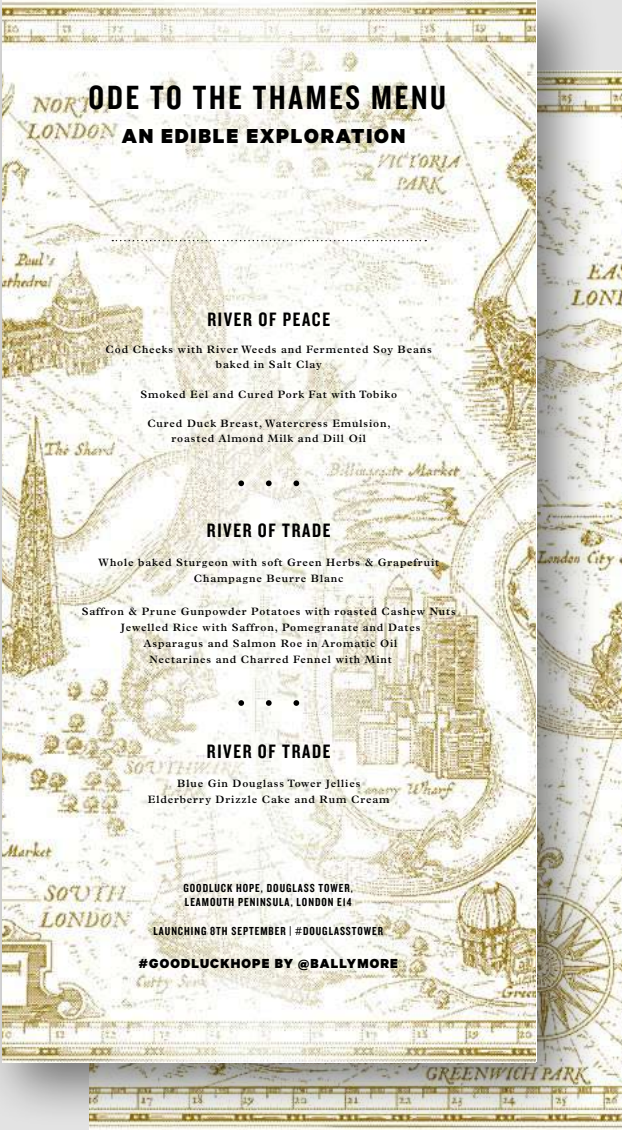 NORTH
LONDON
ODE TO THE THAMES MENU
AN EDIBLE EXPLORATION
VICTORIA
PARK
Paul's
RIVER OF PEACE
Cod Cheeks with River Weeds and Fermented Soy Beans
baked in Salt Clay
Smoked Eel and Cured Pork Fat with Tobiko
Cured Duck Breast, Watercress Emulsion,
roasted Almond Milk and Dill Oil
The Shard
Billingsgate Market
RIVER OF TRADE
Whole baked Sturgeon with soft Green Herbs & Grapefruit
Champagne Beurre Blanc
London City
Saffron & Prune Gunpowder Potatoes with roasted Cashew Nuts
Jewelled Rice with Saffron, Pomegranate and Dates
Asparagus and Salmon Roe in Aromatic Oil
Nectarines and Charred Fennel with Mint
RIVER OF TRADE
SOUTHWARK
Blue Gin Douglass Tower Jellies
Canary Wharf
Elderberry Drizzle Cake and Rum Cream
Market
SOUTH
LONDON
GOODLUCK HOPE, DOUGLASS TOWER,
LEAMOUTH PENINSULA, LONDON E14
LAUNCHING 8TH SEPTEMBER | #DOUGLASSTOWER
#GOODLUCKHOPE BY @BALLYMORE
Cutty Sark
GREENWICH PARK